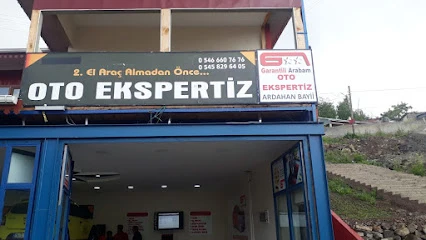 2. El Araç Almadan Önce...
0 546 660 76 76
0 545 829 64 05
OTO EKSPERTİZ
Garantili Arabam
OTO
EKSPERTİZ
ARDAHAN BAYİİ